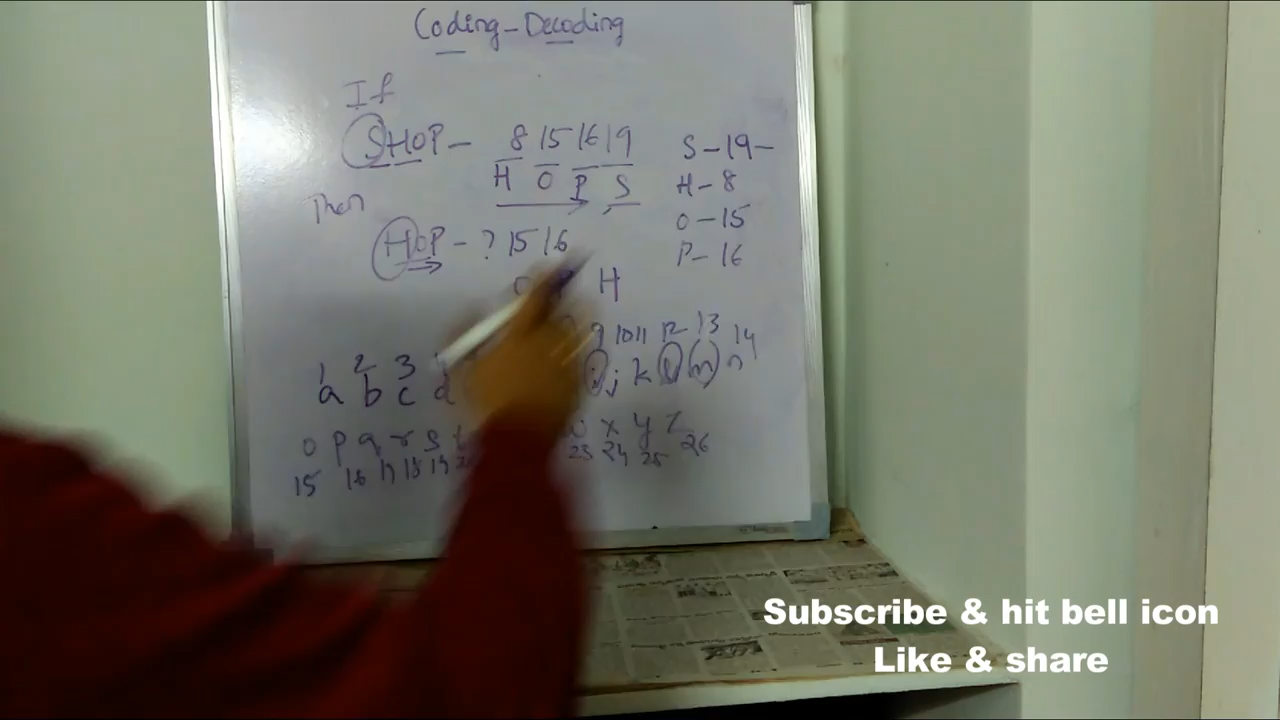 Coding-Decoding
If
SHOP- 8 15 16 19 S-19-
H O P S H-8
Then O-15
HOP-? 15 16 P-16
H
9 10 11 12 13 14
1 2 3
a b c d i j k l m n
o p q r s t x y z
15 16 17 18 19 23 24 25 26
Subscribe & hit bell icon
Like & share